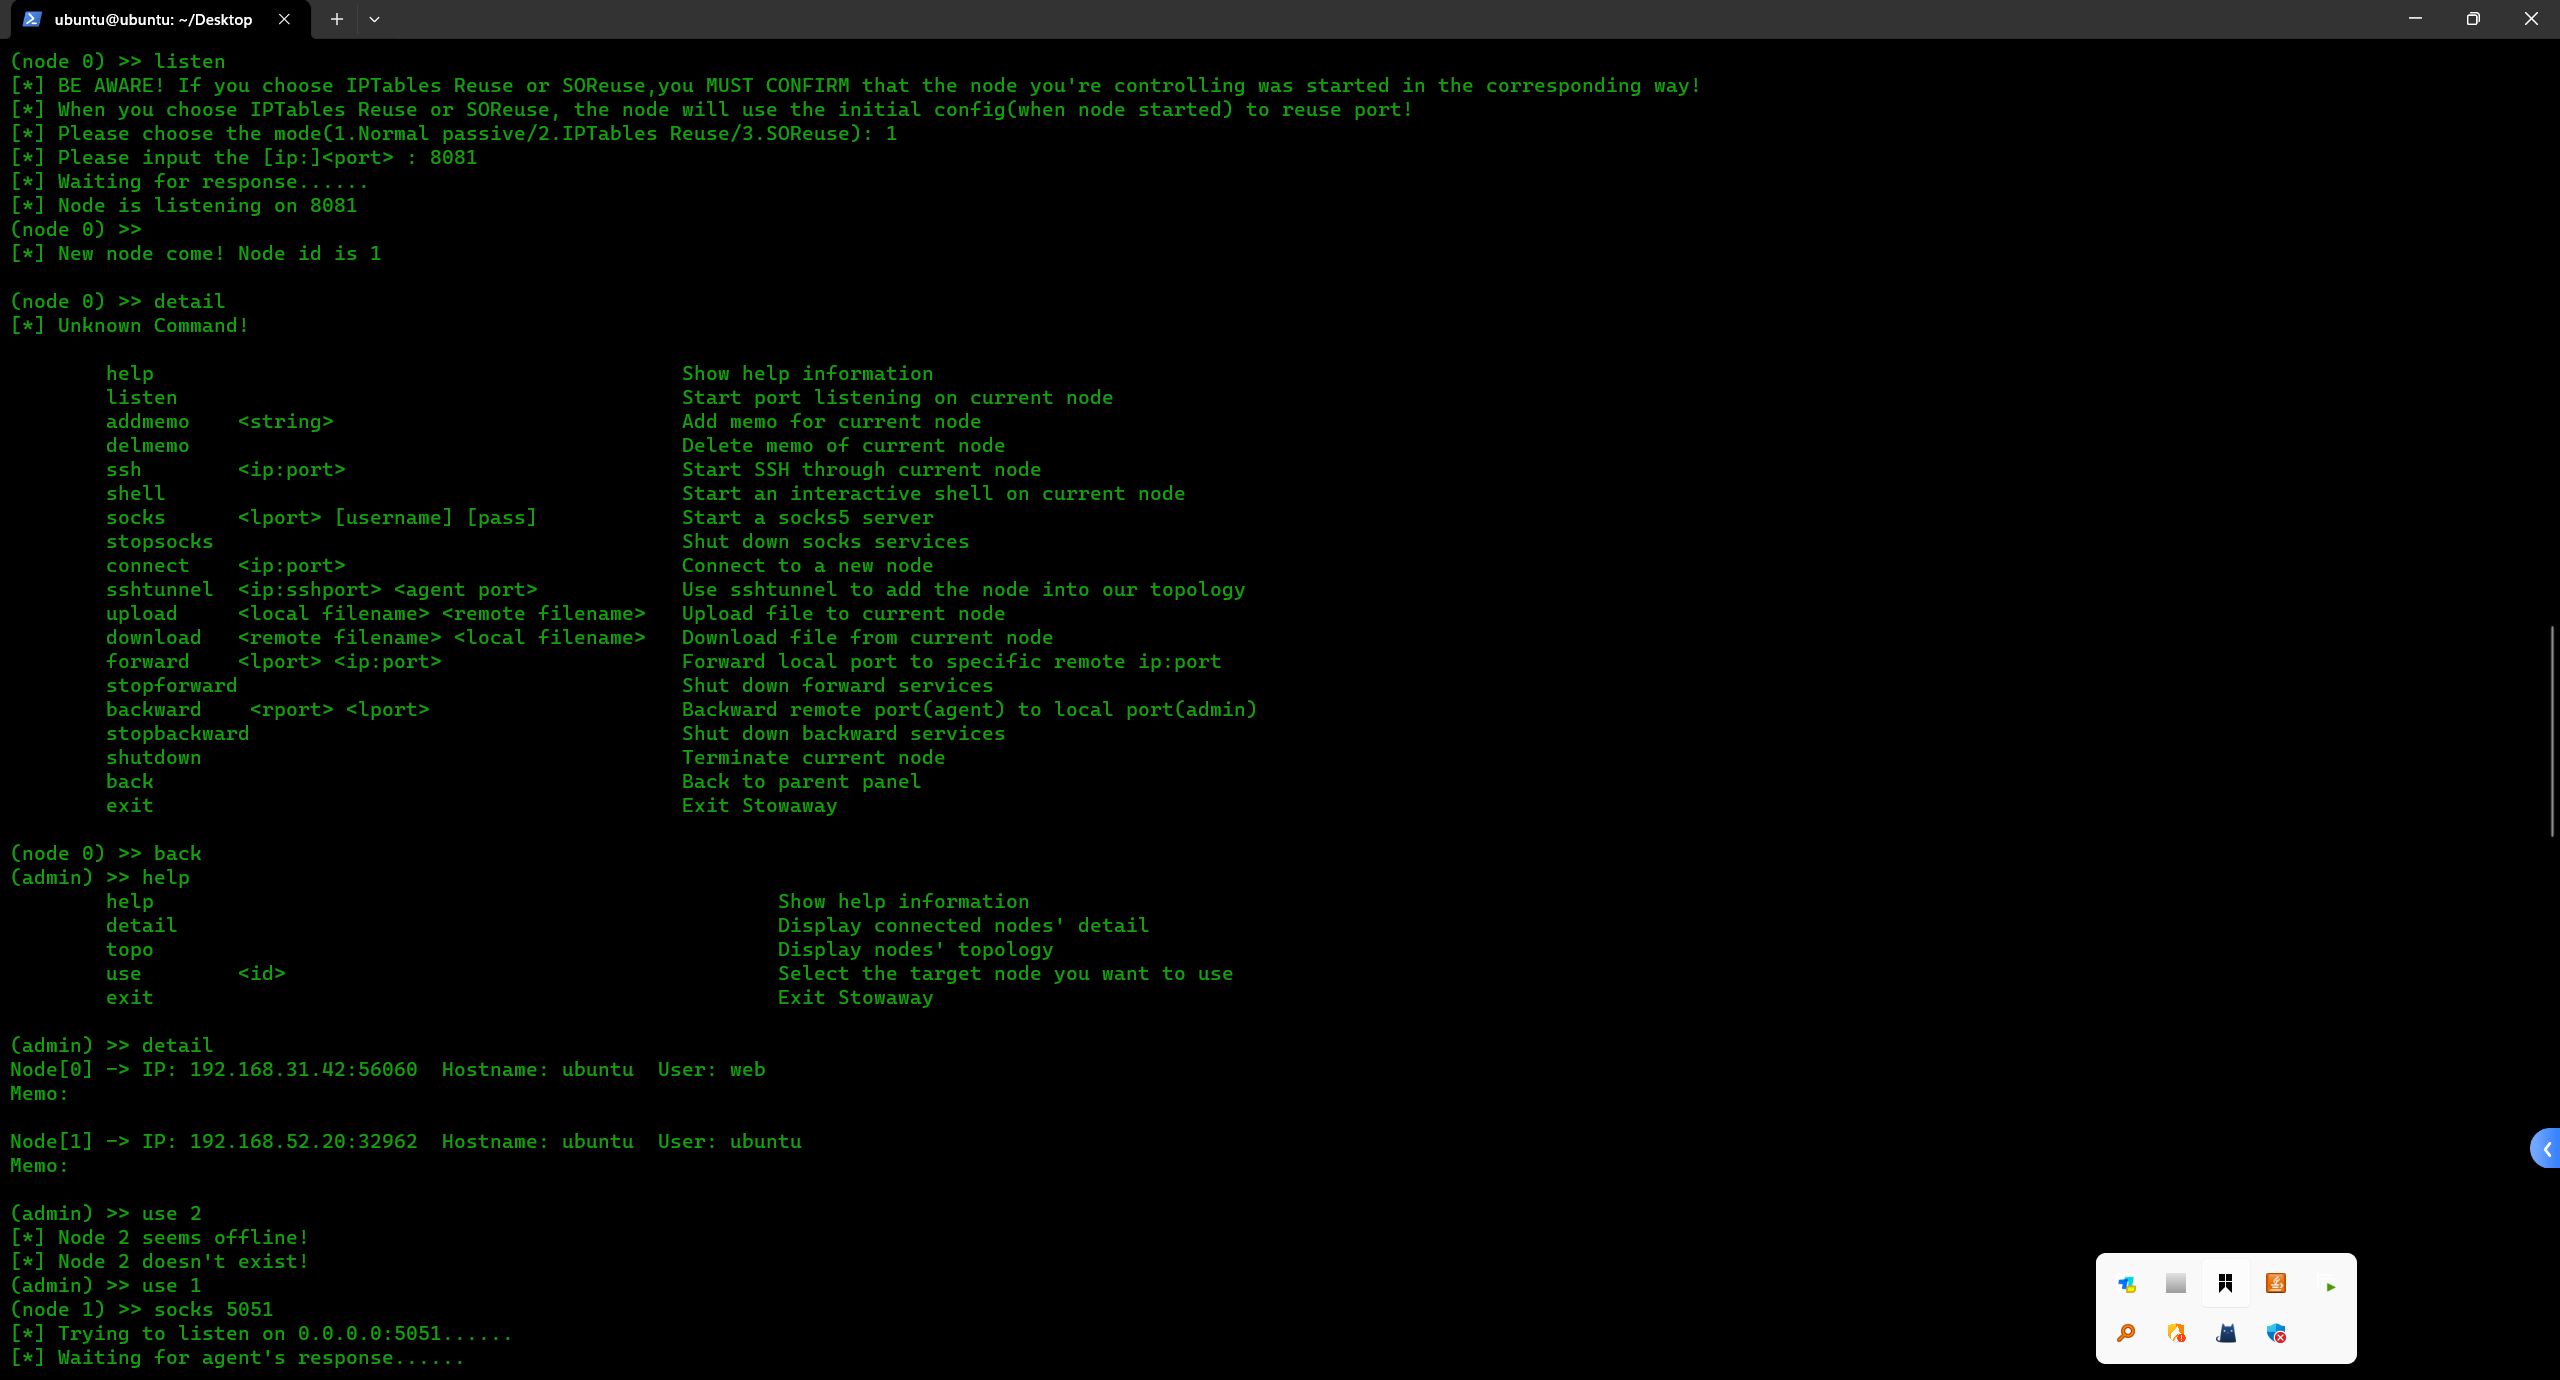 ubuntu@ubuntu: ~/Desktop
(node 0) >> listen
[*] BE AWARE! If you choose IPTables Reuse or SOReuse,you MUST CONFIRM that the node you're controlling was started in the corresponding way!
[*] When you choose IPTables Reuse or SOReuse, the node will use the initial config(when node started) to reuse port!
[*] Please choose the mode(1.Normal passive/2.IPTables Reuse/3.SOReuse): 1
[*] Please input the [ip:]<port> : 8081
[*] Waiting for response......
[*] Node is listening on 8081
(node 0) >>
[*] New node come! Node id is 1
(node 0) >> detail
[*] Unknown Command!
help Show help information
listen Start port listening on current node
addmemo <string> Add memo for current node
delmemo Delete memo of current node
ssh <ip:port> Start SSH through current node
shell Start an interactive shell on current node
socks <lport> [username] [pass] Start a socks5 server
stopsocks Shut down socks services
connect <ip:port> Connect to a new node
sshtunnel <ip:sshport> <agent port> Use sshtunnel to add the node into our topology
upload <local filename> <remote filename> Upload file to current node
download <remote filename> <local filename> Download file from current node
forward <lport> <ip:port> Forward local port to specific remote ip:port
stopforward Shut down forward services
backward <rport> <lport> Backward remote port(agent) to local port(admin)
stopbackward Shut down backward services
shutdown Terminate current node
back Back to parent panel
exit Exit Stowaway
(node 0) >> back
(admin) >> help
help Show help information
detail Display connected nodes' detail
topo Display nodes' topology
use <id> Select the target node you want to use
exit Exit Stowaway
(admin) >> detail
Node[0] -> IP: 192.168.31.42:56060 Hostname: ubuntu User: web
Memo:
Node[1] -> IP: 192.168.52.20:32962 Hostname: ubuntu User: ubuntu
Memo:
(admin) >> use 2
[*] Node 2 seems offline!
[*] Node 2 doesn't exist!
(admin) >> use 1
(node 1) >> socks 5051
[*] Trying to listen on 0.0.0.0:5051......
[*] Waiting for agent's response......